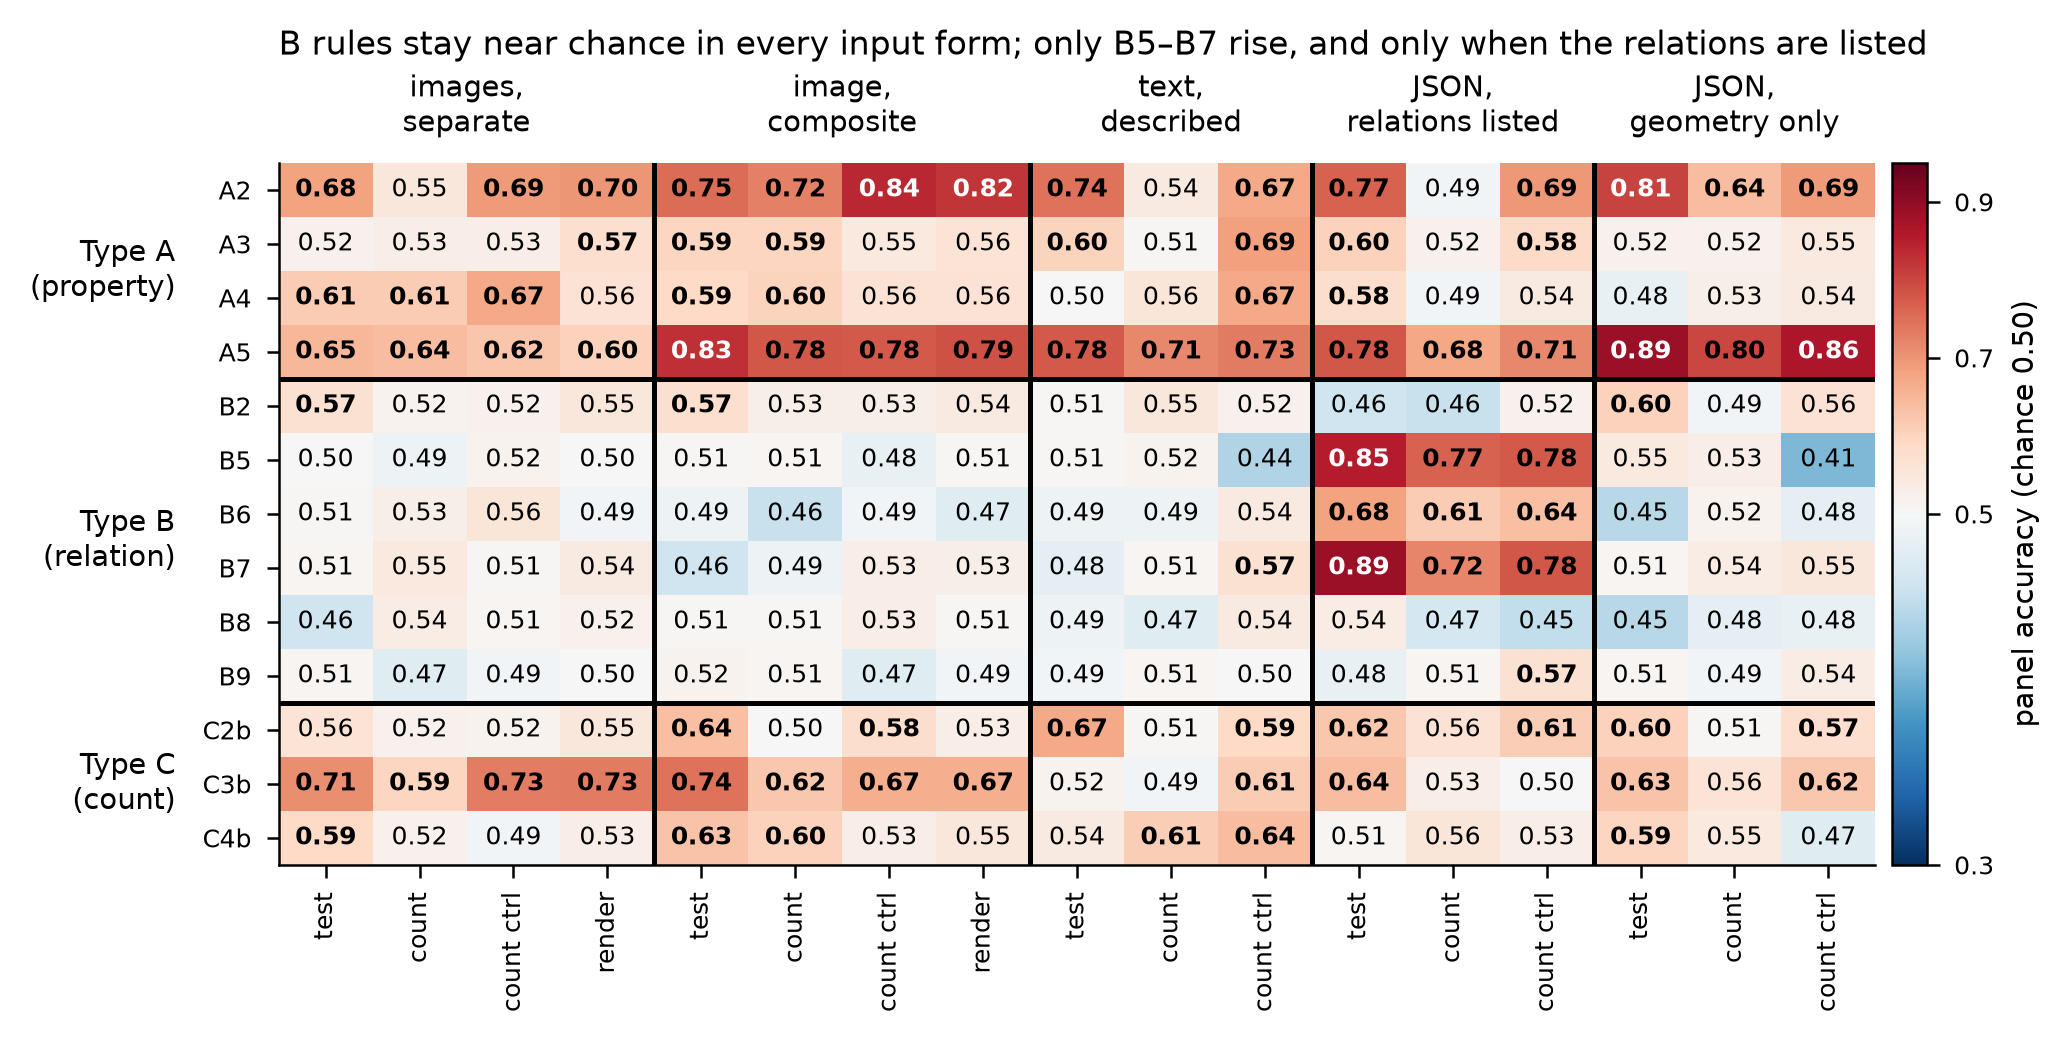 B rules stay near chance in every input form; only B5–B7 rise, and only when the relations are listed
images,
separate
image,
composite
text,
described
JSON,
relations listed
JSON,
geometry only
Type A
(property)
A2 0.68 0.55 0.69 0.70 0.75 0.72 0.84 0.82 0.74 0.54 0.67 0.77 0.49 0.69 0.81 0.64 0.69
A3 0.52 0.53 0.53 0.57 0.59 0.59 0.55 0.56 0.60 0.51 0.69 0.60 0.52 0.58 0.52 0.52 0.55
A4 0.61 0.61 0.67 0.56 0.59 0.60 0.56 0.56 0.50 0.56 0.67 0.58 0.49 0.54 0.48 0.53 0.54
A5 0.65 0.64 0.62 0.60 0.83 0.78 0.78 0.79 0.78 0.71 0.73 0.78 0.68 0.71 0.89 0.80 0.86
Type B
(relation)
B2 0.57 0.52 0.52 0.55 0.57 0.53 0.53 0.54 0.51 0.55 0.52 0.46 0.46 0.52 0.60 0.49 0.56
B5 0.50 0.49 0.52 0.50 0.51 0.51 0.48 0.51 0.51 0.52 0.44 0.85 0.77 0.78 0.55 0.53 0.41
B6 0.51 0.53 0.56 0.49 0.49 0.46 0.49 0.47 0.49 0.49 0.54 0.68 0.61 0.64 0.45 0.52 0.48
B7 0.51 0.55 0.51 0.54 0.46 0.49 0.53 0.53 0.48 0.51 0.57 0.89 0.72 0.78 0.51 0.54 0.55
B8 0.46 0.54 0.51 0.52 0.51 0.51 0.53 0.51 0.49 0.47 0.54 0.54 0.47 0.45 0.45 0.48 0.48
B9 0.51 0.47 0.49 0.50 0.52 0.51 0.47 0.49 0.49 0.51 0.50 0.48 0.51 0.57 0.51 0.49 0.54
Type C
(count)
C2b 0.56 0.52 0.52 0.55 0.64 0.50 0.58 0.53 0.67 0.51 0.59 0.62 0.56 0.61 0.60 0.51 0.57
C3b 0.71 0.59 0.73 0.73 0.74 0.62 0.67 0.67 0.52 0.49 0.61 0.64 0.53 0.50 0.63 0.56 0.62
C4b 0.59 0.52 0.49 0.53 0.63 0.60 0.53 0.55 0.54 0.61 0.64 0.51 0.56 0.53 0.59 0.55 0.47
test count count ctrl render test count count ctrl render test count count ctrl test count count ctrl test count count ctrl
0.9
0.7
0.5
0.3
panel accuracy (chance 0.50)